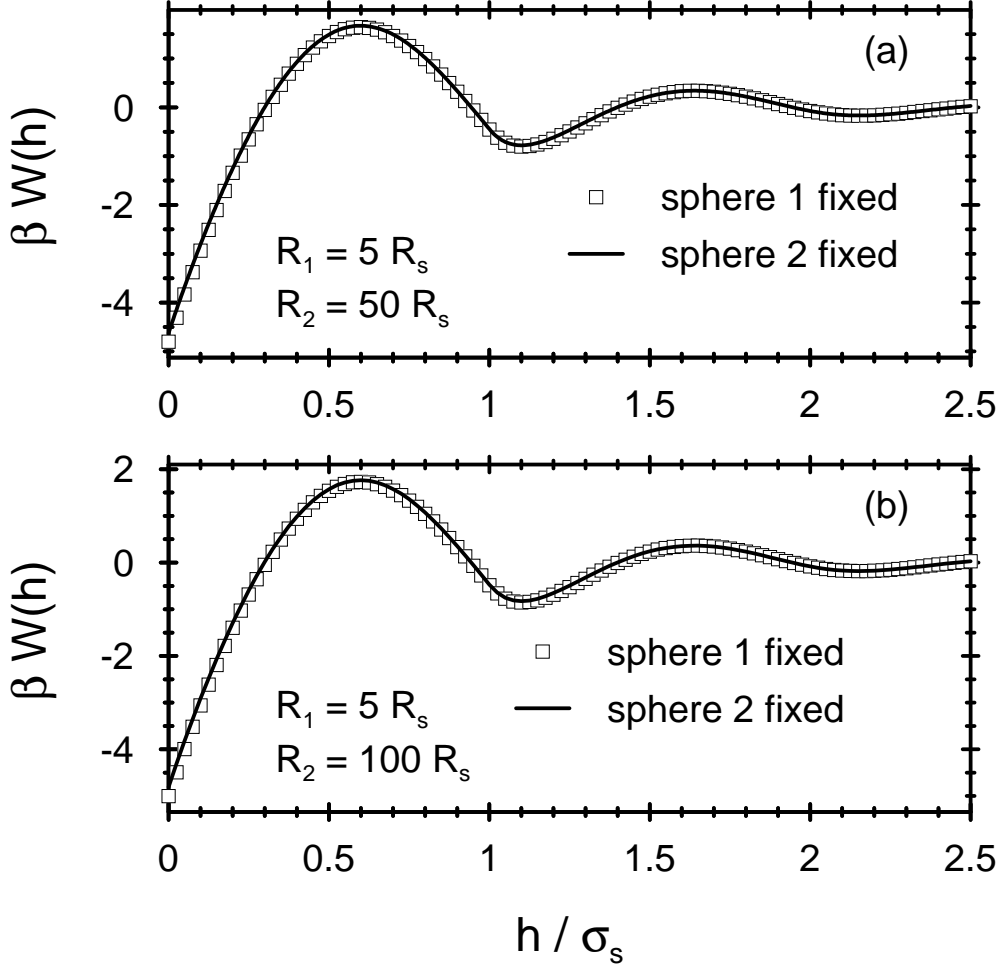 (a)
0
-2
-4
β W(h)
sphere 1 fixed
sphere 2 fixed
R₁ = 5 Rₛ
R₂ = 50 Rₛ
0 0.5 1 1.5 2 2.5
(b)
2
0
-2
-4
β W(h)
sphere 1 fixed
sphere 2 fixed
R₁ = 5 Rₛ
R₂ = 100 Rₛ
0 0.5 1 1.5 2 2.5
h / σₛ